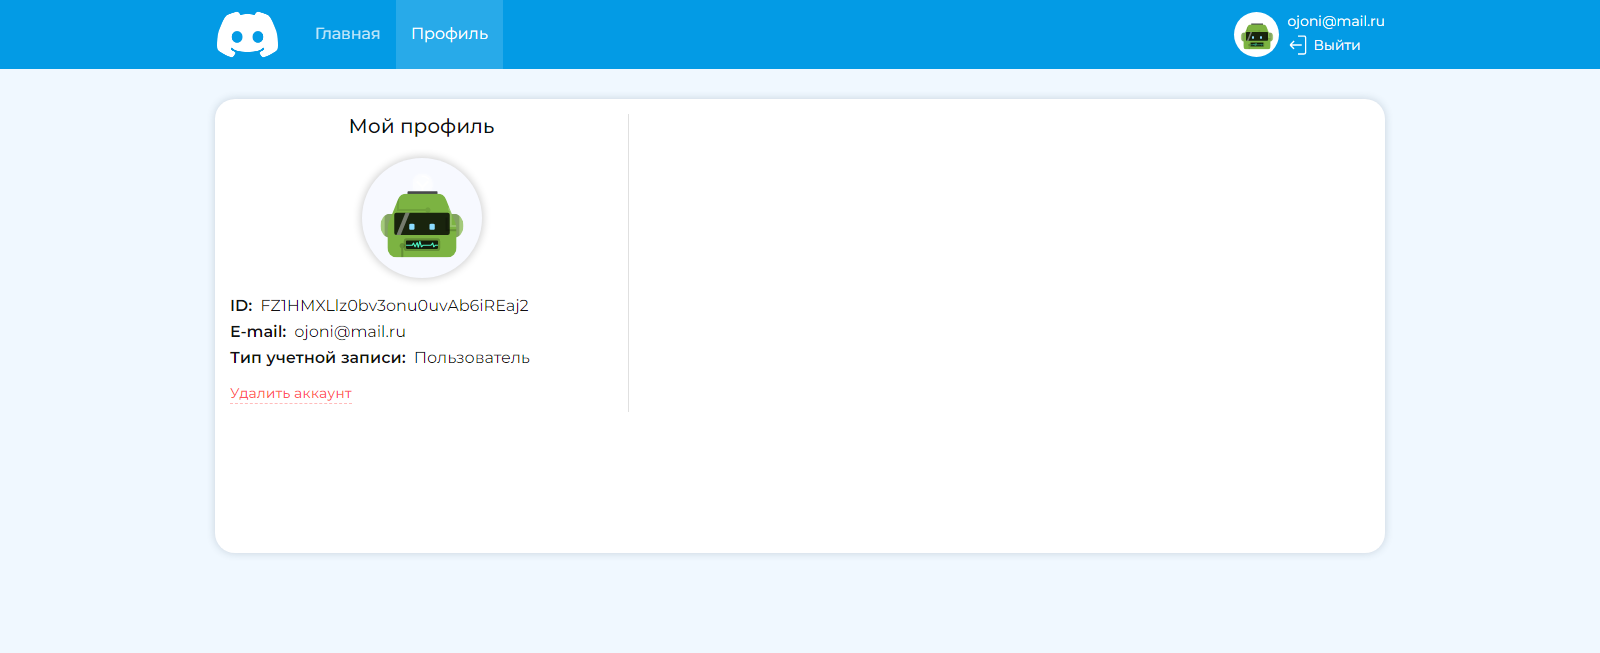 Главная Профиль
ojoni@mail.ru
Выйти
Мой профиль
ID: FZ1HMXLlz0bv3onu0uvAb6iREaj2
E-mail: ojoni@mail.ru
Тип учетной записи: Пользователь
Удалить аккаунт